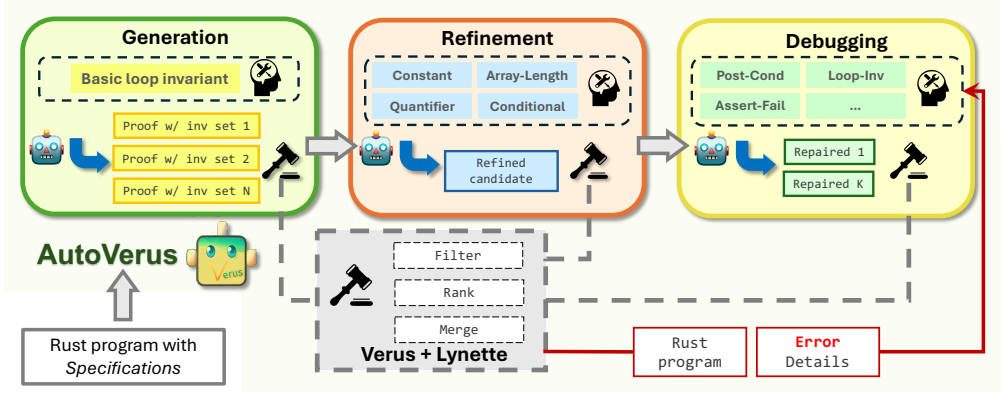 Generation
Basic loop invariant
Proof w/ inv set 1
Proof w/ inv set 2
Proof w/ inv set N
Refinement
Constant
Array-Length
Quantifier
Conditional
Refined
candidate
Debugging
Post-Cond
Loop-Inv
Assert-Fail
...
Repaired 1
Repaired K
AutoVerus
Verus
Rust program with
Specifications
Filter
Rank
Merge
Verus + Lynette
Rust
program
Error
Details